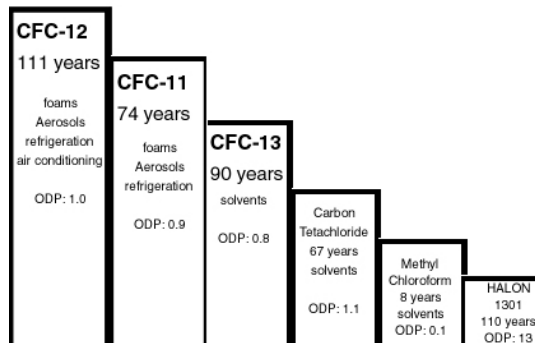 CFC-12
111 years
foams
Aerosols
refrigeration
air conditioning
ODP: 1.0
CFC-11
74 years
foams
Aerosols
refrigeration
ODP: 0.9
CFC-13
90 years
solvents
ODP: 0.8
Carbon
Tetachloride
67 years
solvents
ODP: 1.1
Methyl
Chloroform
8 years
solvents
ODP: 0.1
HALON
1301
110 years
ODP: 13